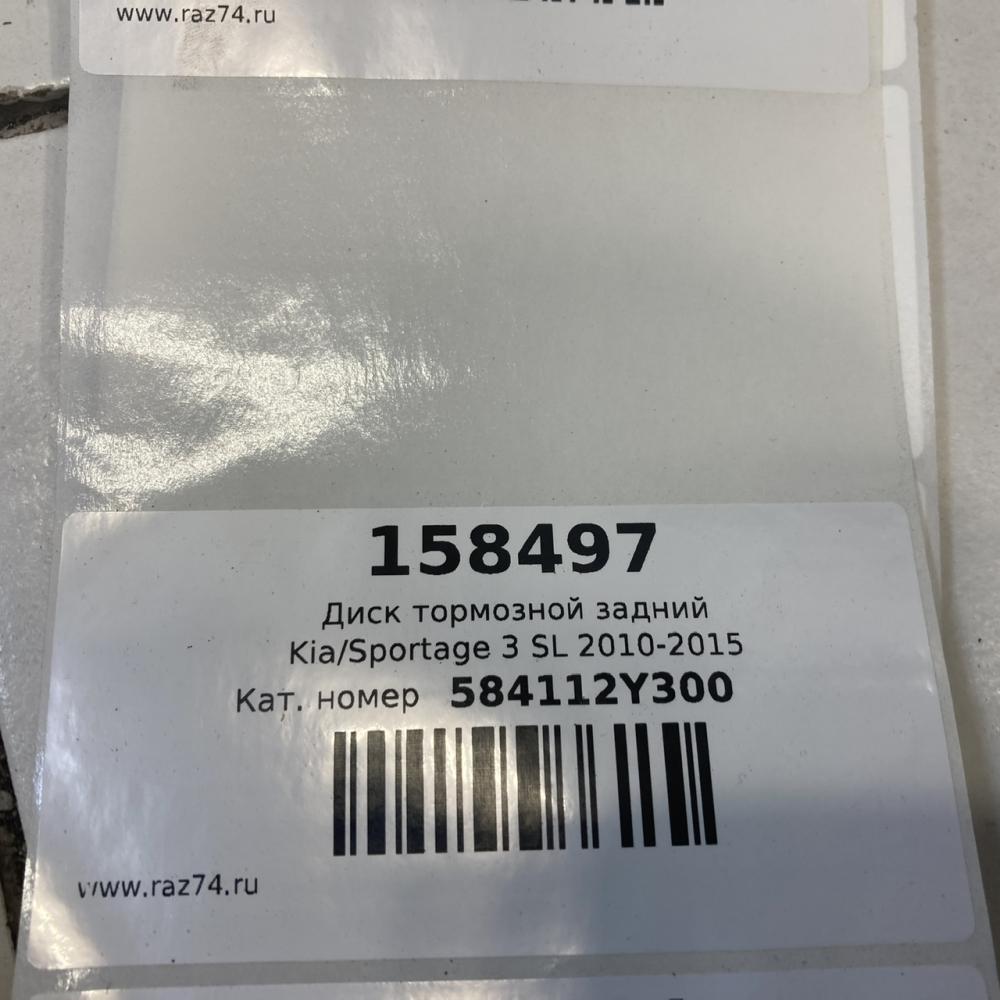 www.raz74.ru
158497
Диск тормозной задний
Kia/Sportage 3 SL 2010-2015
Кат. номер 584112Y300
www.raz74.ru